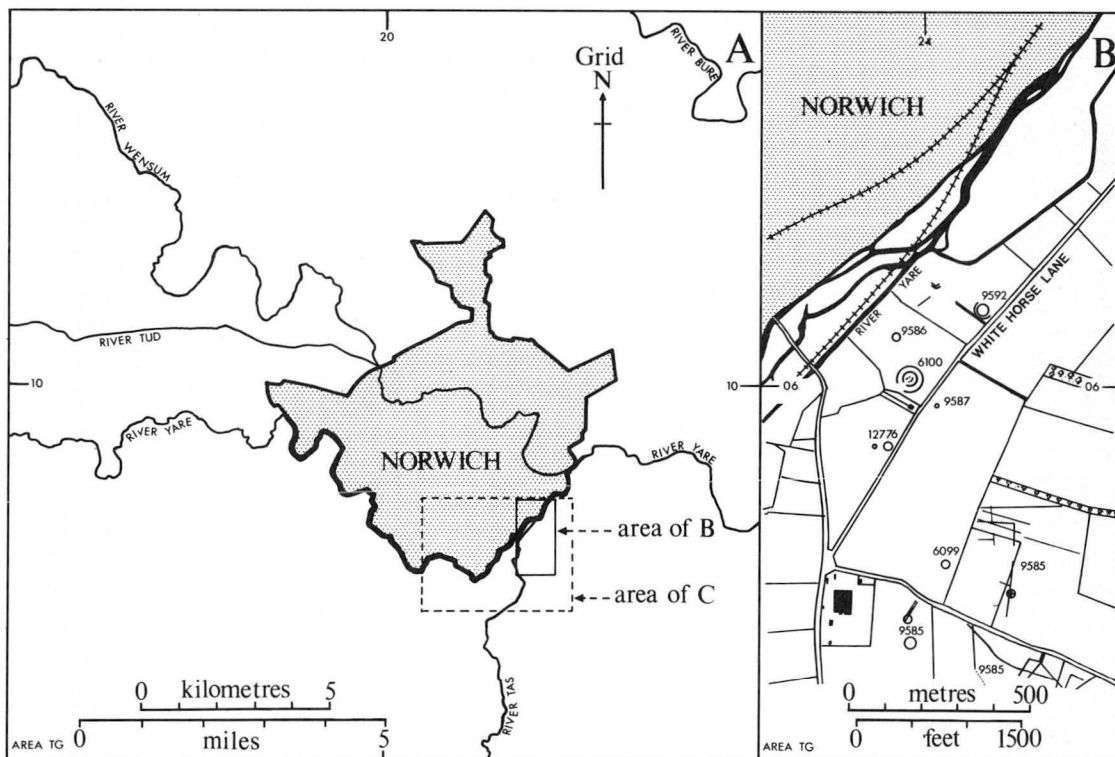 20
A
Grid
N
RIVER BURE
RIVER WENSUM
RIVER TUD
10
RIVER YARE
NORWICH
RIVER YARE
area of B
area of C
RIVER TAS
0 kilometres 5
0 miles 5
AREA TG
24
B
NORWICH
RIVER YARE
WHITE HORSE LANE
9592
9586
6100
10
06
06
9587
12776
6099
9585
9585
9585
0 metres 500
0 feet 1500
AREA TG